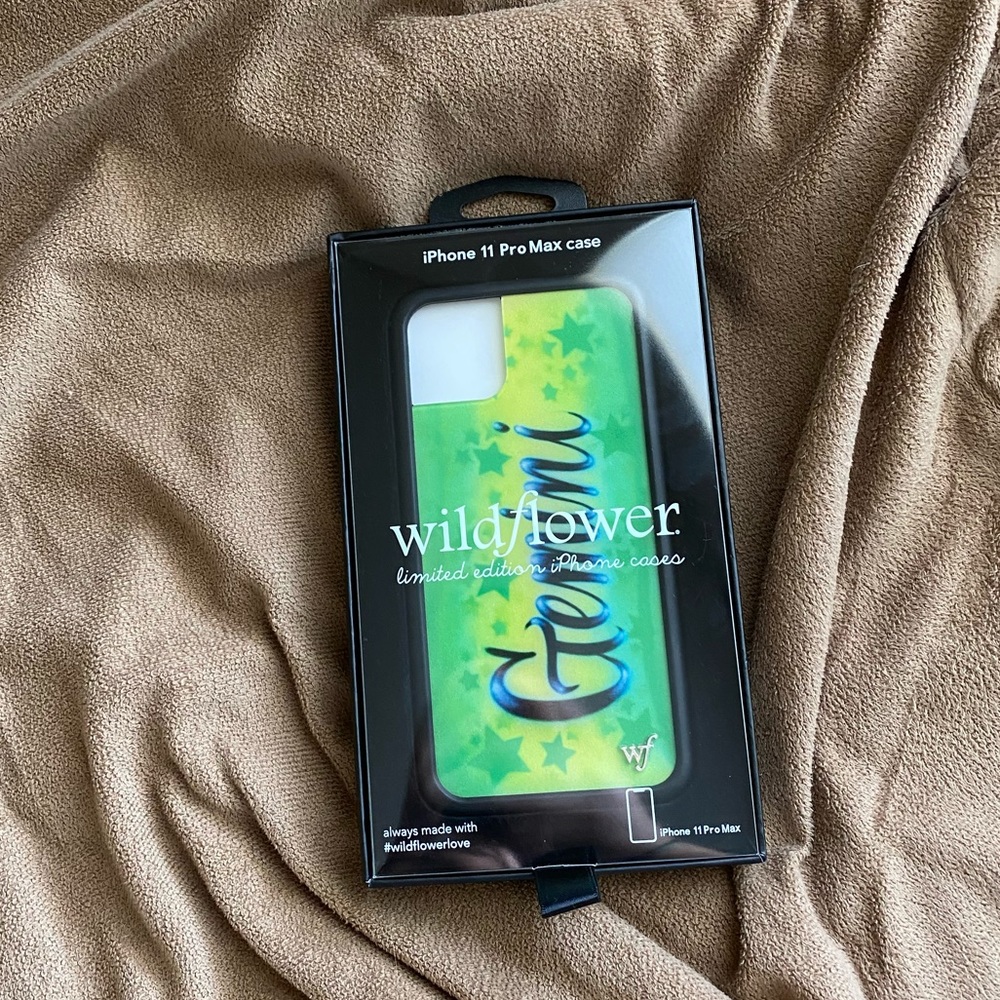 iPhone 11 Pro Max case
Gemini
wildflower.
limited edition iPhone cases
wf
always made with
#wildflowerlove
iPhone 11 Pro Max